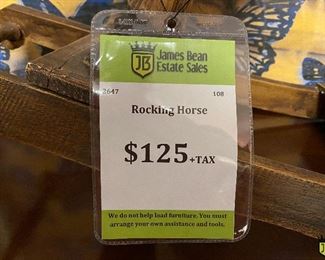 JB
James Bean
Estate Sales
2647 108
Rocking Horse
$125+TAX
We do not help load furniture. You must
arrange your own assistance and tools.